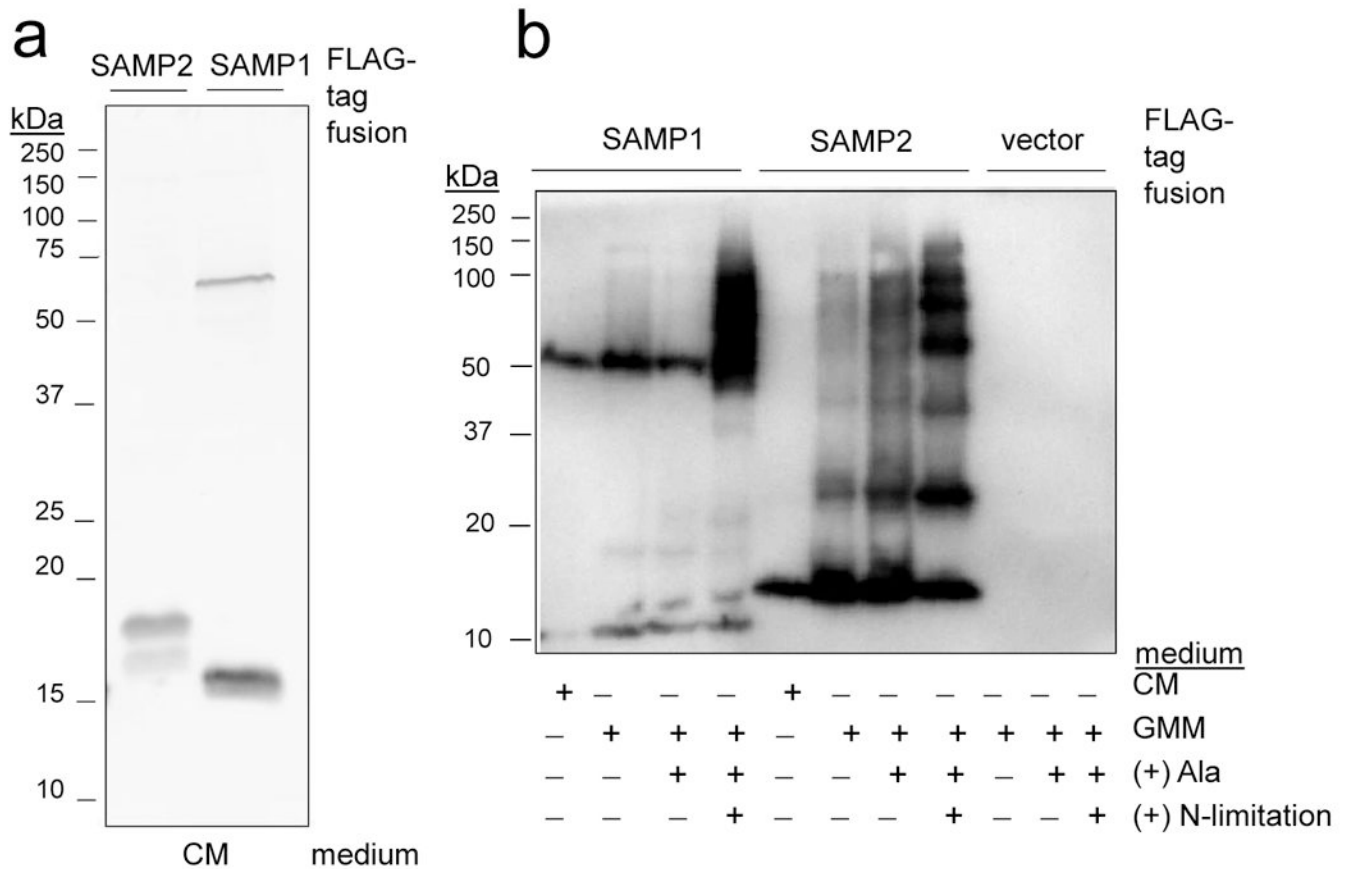 a
SAMP2 SAMP1 FLAG-
tag
fusion
kDa
250
150
100
75
50
37
25
20
15
10
CM medium
b
SAMP1 SAMP2 vector FLAG-
tag
fusion
kDa
250
150
100
50
37
20
10
medium
+ – – – + – – – – – – CM
– + + + – + + + + + + GMM
– – + + – – + + – + + (+) Ala
– – – + – – – + – – + (+) N-limitation